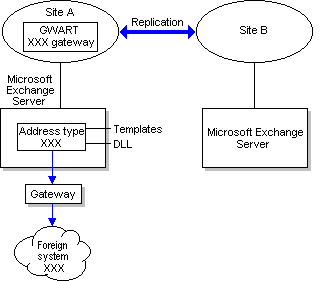 Site A
GWART
XXX gateway
Replication
Site B
Microsoft
Exchange
Server
Address type
XXX
Templates
DLL
Microsoft Exchange
Server
Gateway
Foreign
system
XXX